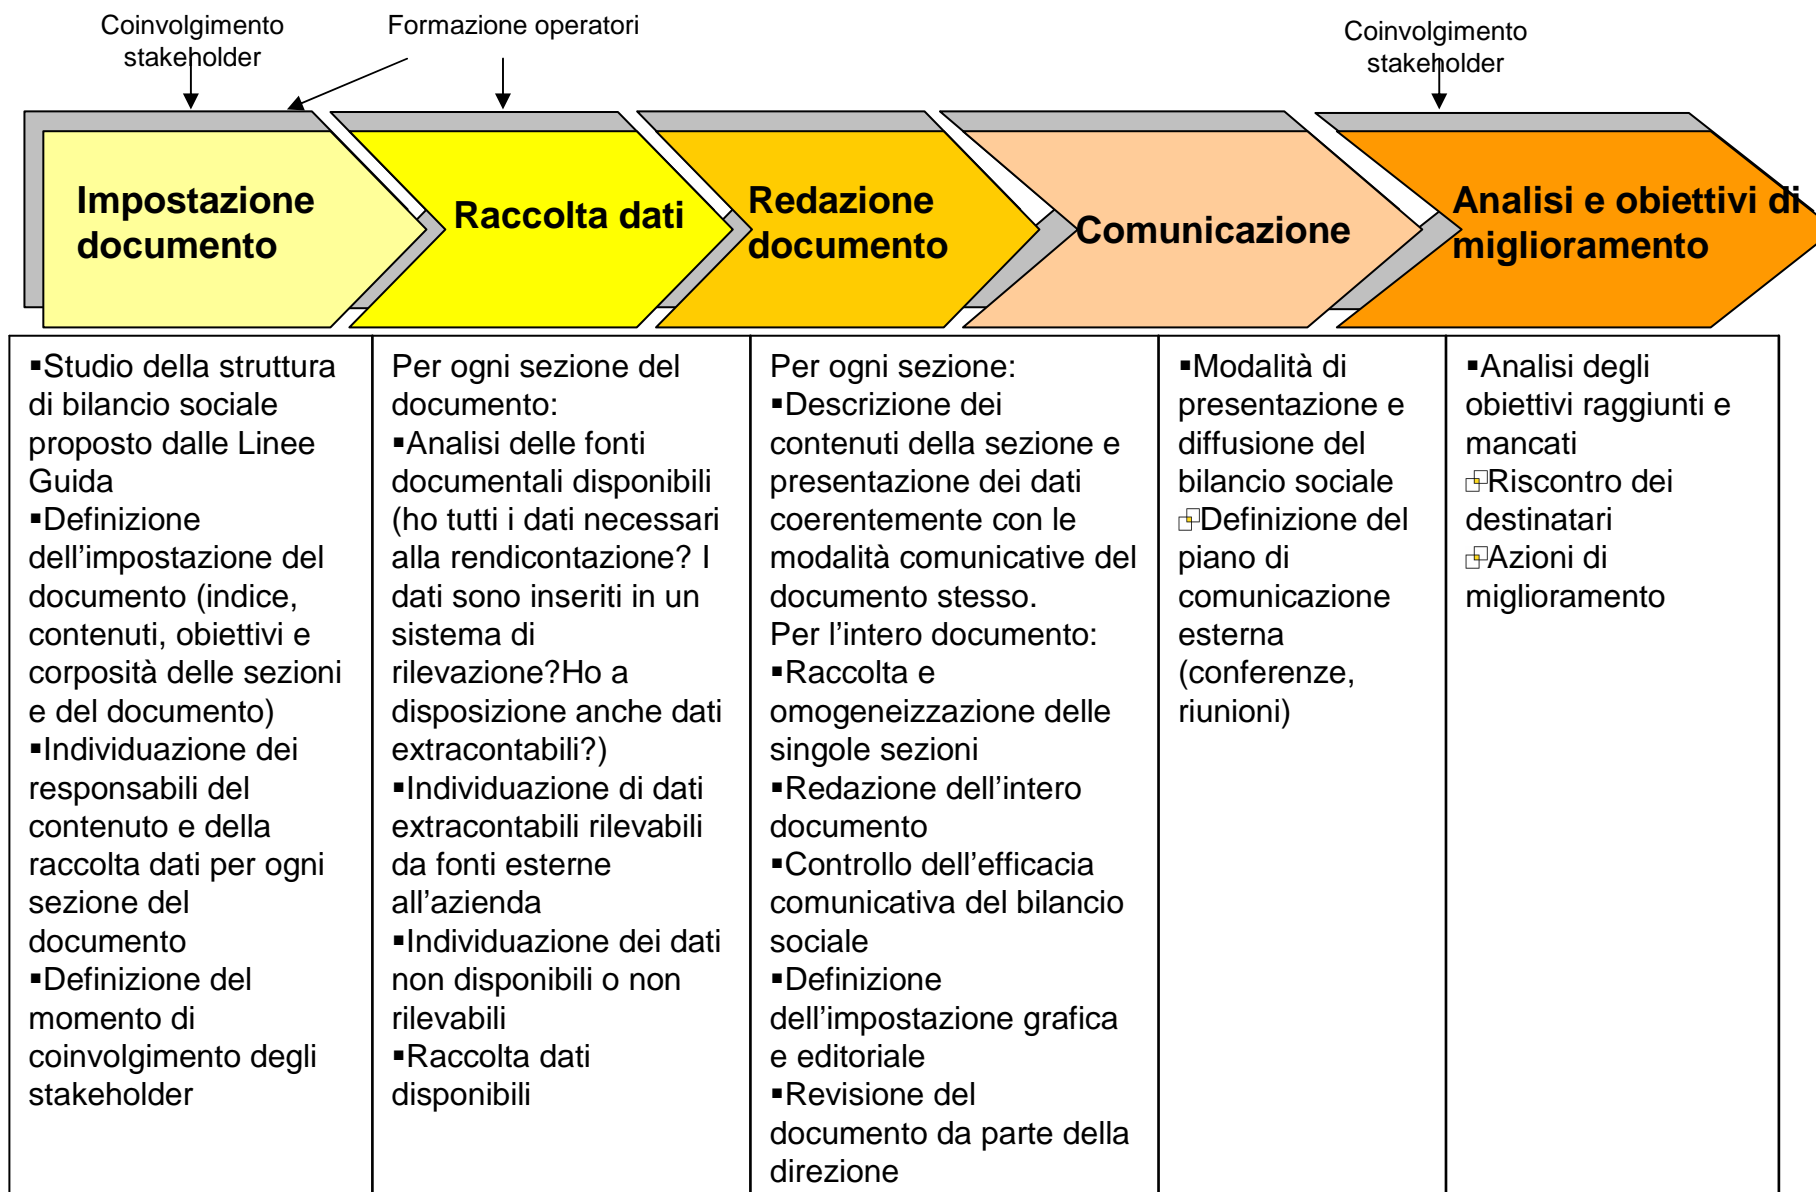 Coinvolgimento
stakeholder
Formazione operatori
Coinvolgimento
stakeholder
Impostazione
documento
Raccolta dati
Redazione
documento
Comunicazione
Analisi e obiettivi di
miglioramento
▪Studio della struttura
di bilancio sociale
proposto dalle Linee
Guida
▪Definizione
dell’impostazione del
documento (indice,
contenuti, obiettivi e
corposità delle sezioni
e del documento)
▪Individuazione dei
responsabili del
contenuto e della
raccolta dati per ogni
sezione del
documento
▪Definizione del
momento di
coinvolgimento degli
stakeholder
Per ogni sezione del
documento:
▪Analisi delle fonti
documentali disponibili
(ho tutti i dati necessari
alla rendicontazione? I
dati sono inseriti in un
sistema di
rilevazione?Ho a
disposizione anche dati
extracontabili?)
▪Individuazione di dati
extracontabili rilevabili
da fonti esterne
all’azienda
▪Individuazione dei dati
non disponibili o non
rilevabili
▪Raccolta dati
disponibili
Per ogni sezione:
▪Descrizione dei
contenuti della sezione e
presentazione dei dati
coerentemente con le
modalità comunicative del
documento stesso.
Per l’intero documento:
▪Raccolta e
omogeneizzazione delle
singole sezioni
▪Redazione dell’intero
documento
▪Controllo dell’efficacia
comunicativa del bilancio
sociale
▪Definizione
dell’impostazione grafica
e editoriale
▪Revisione del
documento da parte della
direzione
▪Modalità di
presentazione e
diffusione del
bilancio sociale
Definizione del
piano di
comunicazione
esterna
(conferenze,
riunioni)
▪Analisi degli
obiettivi raggiunti e
mancati
Riscontro dei
destinatari
Azioni di
miglioramento